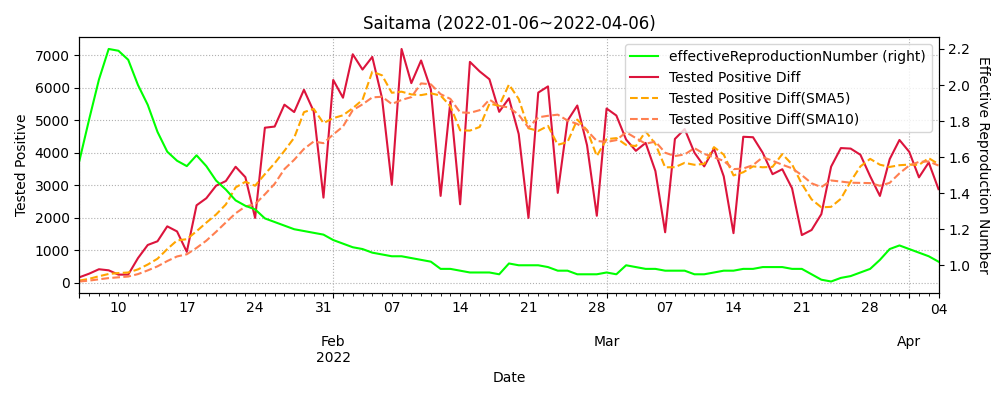 Saitama (2022-01-06~2022-04-06)
effectiveReproductionNumber (right)
Tested Positive Diff
Tested Positive Diff(SMA5)
Tested Positive Diff(SMA10)
Tested Positive
7000
6000
5000
4000
3000
2000
1000
0
2.2
2.0
1.8
1.6
1.4
1.2
1.0
Effective Reproduction Number
10 17 24 31 07 14 21 28 07 14 21 28 04
Feb Mar Apr
2022
Date